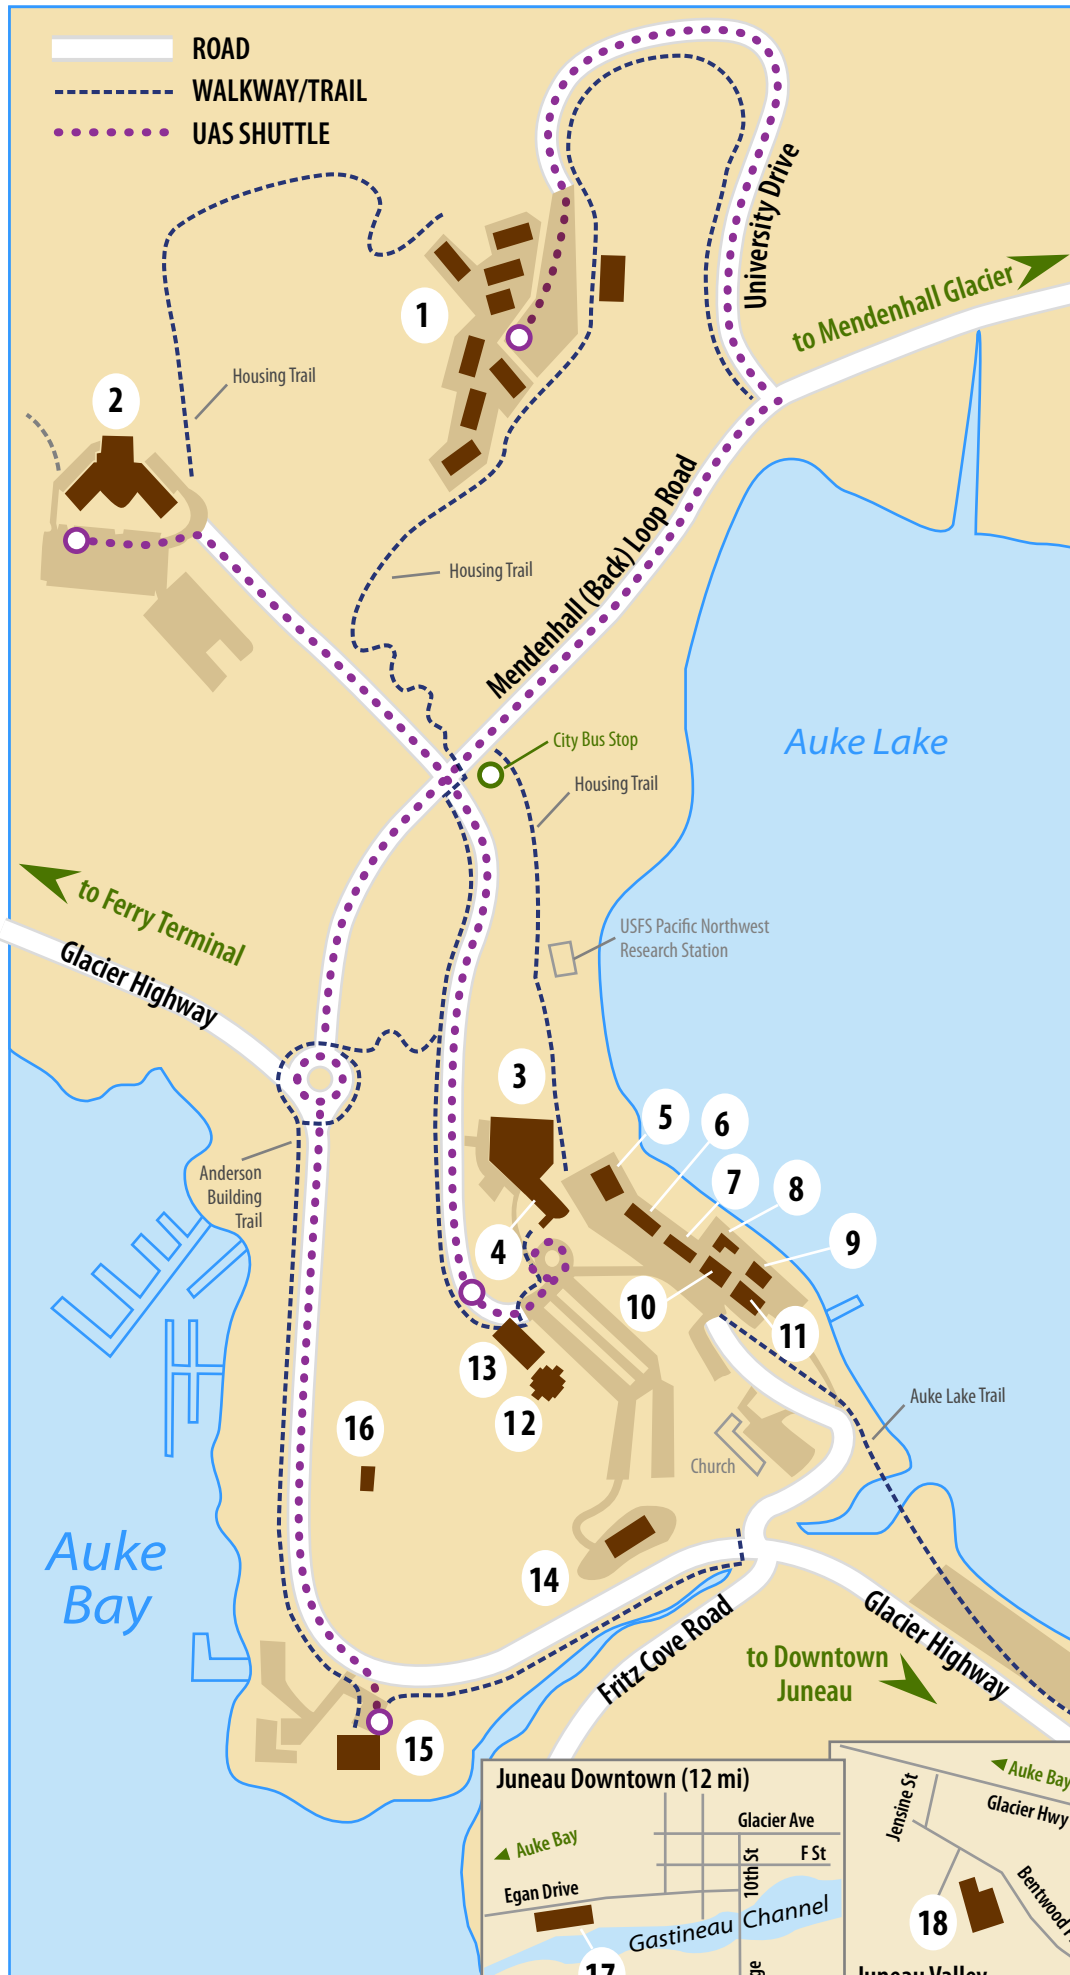 ROAD
WALKWAY/TRAIL
UAS SHUTTLE
University Drive
to Mendenhall Glacier
1
Housing Trail
2
Mendenhall (Back) Loop Road
Housing Trail
City Bus Stop
Auke Lake
Housing Trail
to Ferry Terminal
Glacier Highway
USFS Pacific Northwest
Research Station
3
5
6
7
8
9
Anderson
Building
Trail
4
10
11
13
12
16
Auke Lake Trail
Church
Auke
Bay
14
Fritz Cove Road
Glacier Highway
to Downtown
Juneau
15
Juneau Downtown (12 mi)
Glacier Ave
Auke Bay
F St
10th St
Egan Drive
Gastineau Channel
17
Auke Bay
Glacier Hwy
Jensine St
Bentwood
18
Juneau Valley